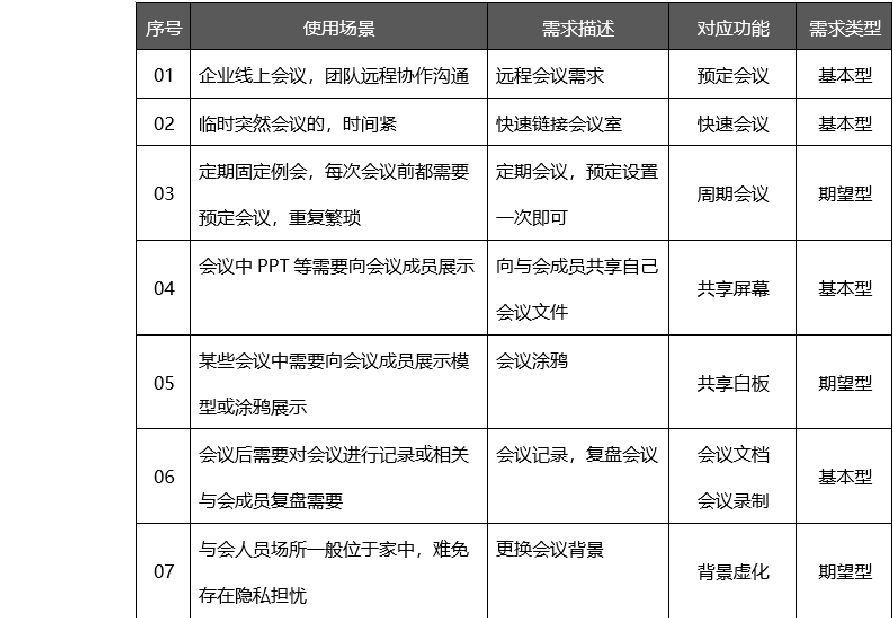 序号 使用场景 需求描述 对应功能 需求类型
01 企业线上会议，团队远程协作沟通 远程会议需求 预定会议 基本型
02 临时突然会议的，时间紧 快速链接会议室 快速会议 基本型
03 定期固定例会，每次会议前都需要 定期会议，预定设置 周期会议 期望型
预定会议，重复繁琐 一次即可
04 会议中 PPT 等需要向会议成员展示 向与会成员共享自己 共享屏幕 基本型
会议文件
05 某些会议中需要向会议成员展示模 会议涂鸦 共享白板 期望型
型或涂鸦展示
06 会议后需要对会议进行记录或相关 会议记录，复盘会议 会议文档 基本型
与会成员复盘需要 会议录制
07 与会人员场所一般位于家中，难免 更换会议背景 背景虚化 期望型
存在隐私担忧